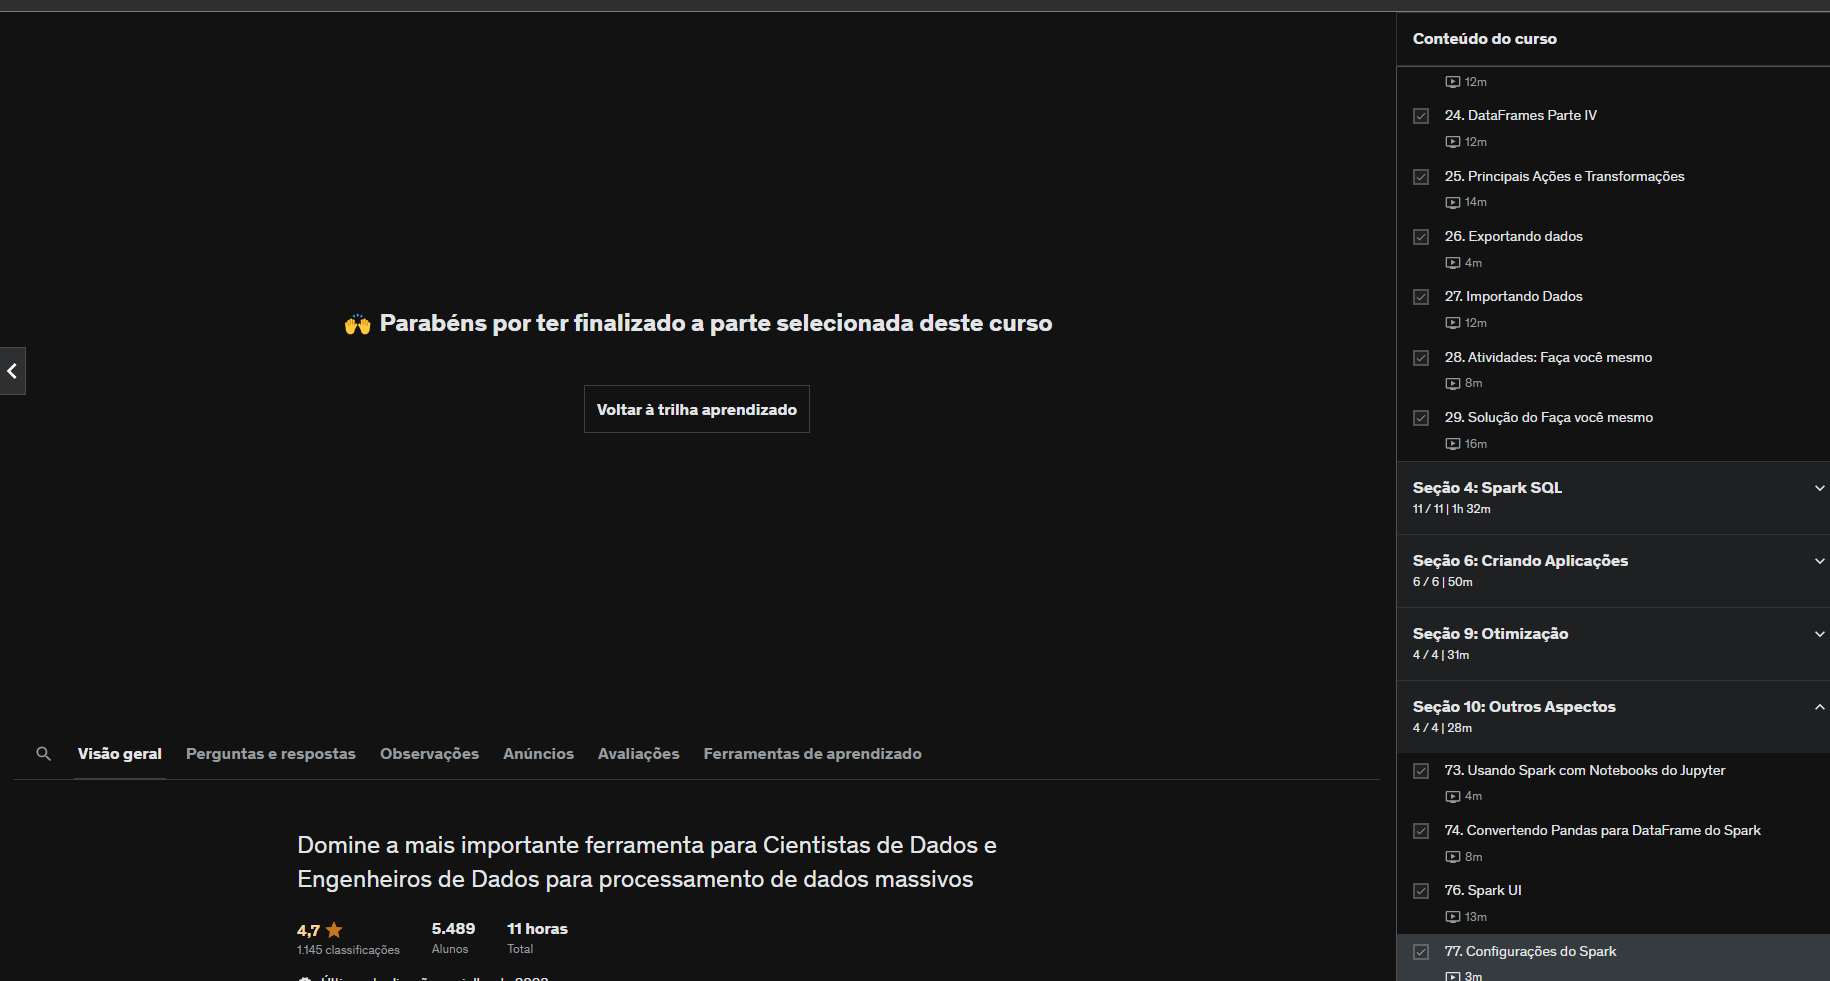 Parabéns por ter finalizado a parte selecionada deste curso
Voltar à trilha aprendizado
Visão geral
Perguntas e respostas
Observações
Anúncios
Avaliações
Ferramentas de aprendizado
Domine a mais importante ferramenta para Cientistas de Dados e
Engenheiros de Dados para processamento de dados massivos
4,7
1.145 classificações
5.489
Alunos
11 horas
Total
Conteúdo do curso
12m
24. DataFrames Parte IV
12m
25. Principais Ações e Transformações
14m
26. Exportando dados
4m
27. Importando Dados
12m
28. Atividades: Faça você mesmo
8m
29. Solução do Faça você mesmo
16m
Seção 4: Spark SQL
11 / 11 | 1h 32m
Seção 6: Criando Aplicações
6 / 6 | 50m
Seção 9: Otimização
4 / 4 | 31m
Seção 10: Outros Aspectos
4 / 4 | 28m
73. Usando Spark com Notebooks do Jupyter
4m
74. Convertendo Pandas para DataFrame do Spark
8m
76. Spark UI
13m
77. Configurações do Spark
3m